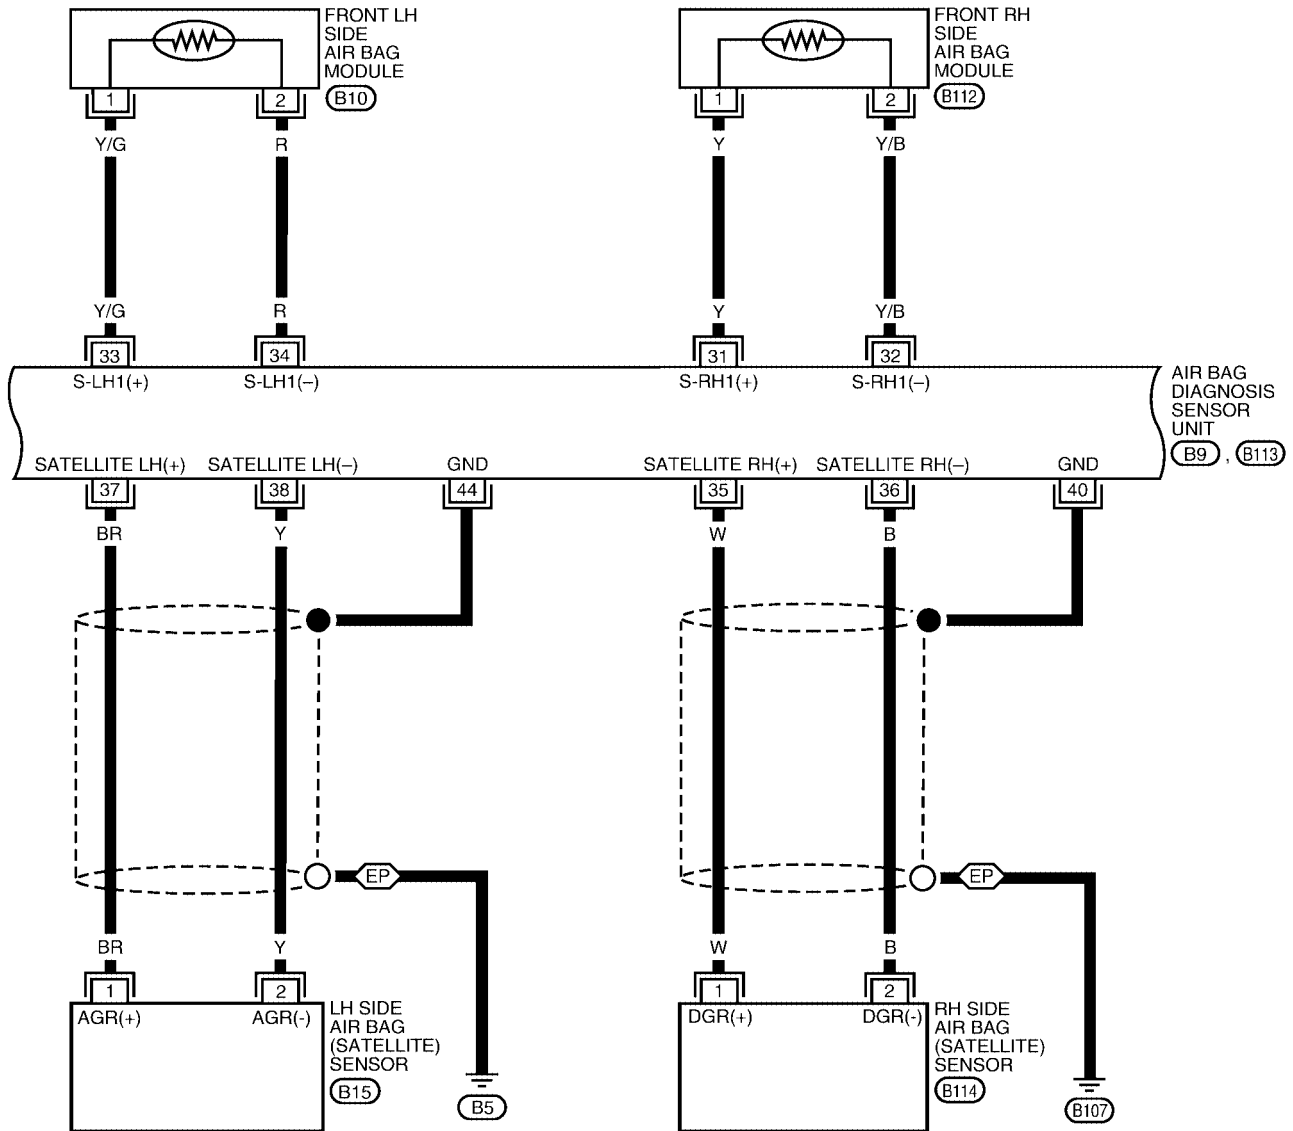 FRONT LH
SIDE
AIR BAG
MODULE
B10
FRONT RH
SIDE
AIR BAG
MODULE
B112
1
2
1
2
Y/G
R
Y
Y/B
Y/G
R
Y
Y/B
33
34
31
32
S-LH1(+)
S-LH1(–)
S-RH1(+)
S-RH1(–)
AIR BAG
DIAGNOSIS
SENSOR
UNIT
B9 , B113
SATELLITE LH(+)
SATELLITE LH(–)
GND
SATELLITE RH(+)
SATELLITE RH(–)
GND
37
38
44
35
36
40
BR
Y
W
B
EP
EP
BR
Y
W
B
1
2
1
2
AGR(+)
AGR(-)
DGR(+)
DGR(-)
LH SIDE
AIR BAG
(SATELLITE)
SENSOR
B15
B5
RH SIDE
AIR BAG
(SATELLITE)
SENSOR
B114
B107